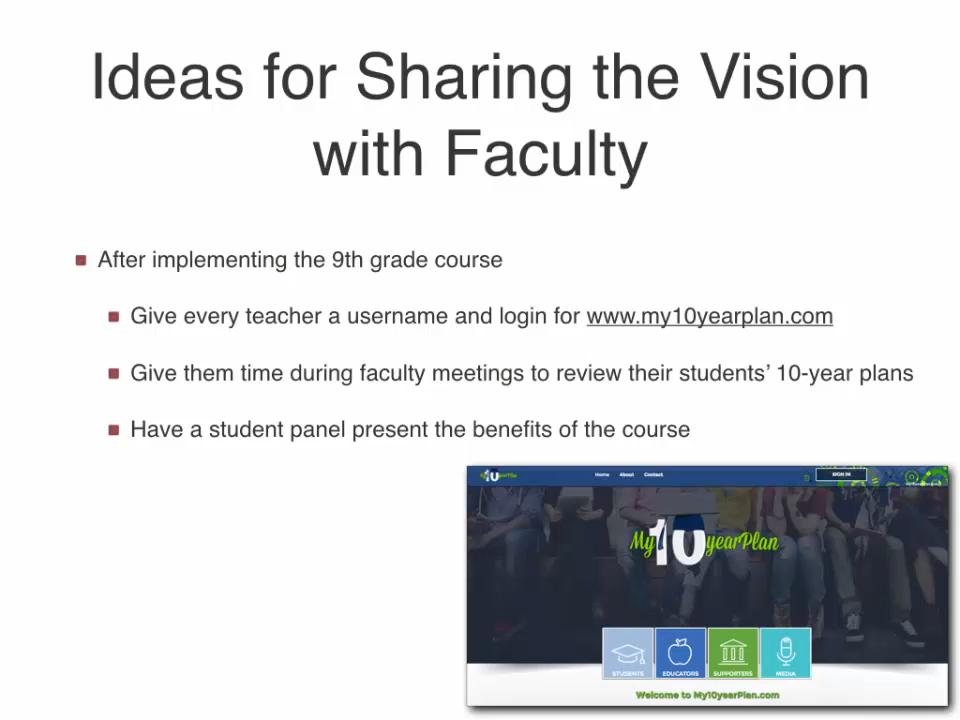 Ideas for Sharing the Vision
with Faculty
After implementing the 9th grade course
Give every teacher a username and login for www.my10yearplan.com
Give them time during faculty meetings to review their students’ 10-year plans
Have a student panel present the benefits of the course
My10yearPlan
Home About Contact
SIGN IN
My10yearPlan
STUDENTS EDUCATORS SUPPORTERS MEDIA
Welcome to My10yearPlan.com